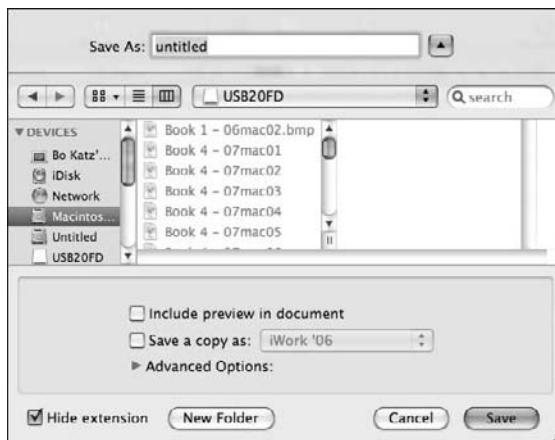 Save As: untitled
USB20FD
search
DEVICES
Bo Katz'...
iDisk
Network
Macintos...
Untitled
USB20FD
Book 1 – 06mac02.bmp
Book 4 – 07mac01
Book 4 – 07mac02
Book 4 – 07mac03
Book 4 – 07mac04
Book 4 – 07mac05
Include preview in document
Save a copy as: iWork '06
Advanced Options:
Hide extension New Folder Cancel Save